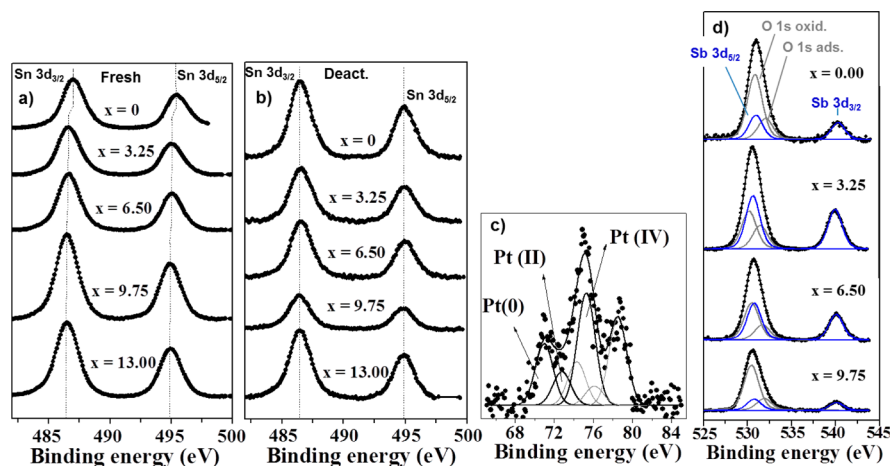 a)
Sn 3d3/2
Fresh
Sn 3d5/2
x = 0
x = 3.25
x = 6.50
x = 9.75
x = 13.00
485 490 495 500
Binding energy (eV)
b)
Sn 3d3/2
Deact.
Sn 3d5/2
x = 0
x = 3.25
x = 6.50
x = 9.75
x = 13.00
485 490 495 500
Binding energy (eV)
c)
Pt (IV)
Pt (II)
Pt(0)
68 72 76 80 84
Binding energy (eV)
d)
O 1s oxid.
O 1s ads.
Sb 3d5/2
x = 0.00
Sb 3d3/2
x = 3.25
x = 6.50
x = 9.75
525 530 535 540 545
Binding energy (eV)